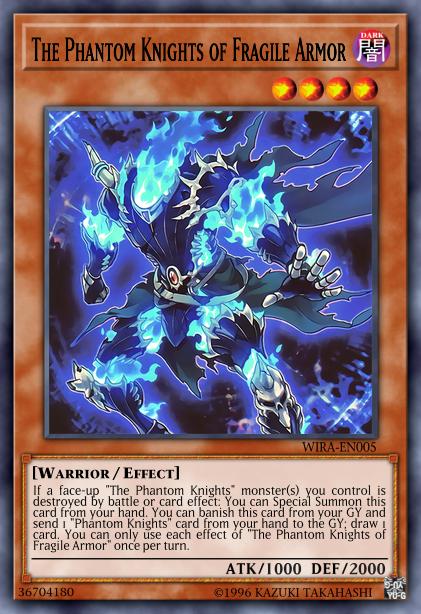 The Phantom Knights of Fragile Armor
DARK
闇
WIRA-EN005
[Warrior / Effect]
If a face-up "The Phantom Knights" monster(s) you control is
destroyed by battle or card effect: You can Special Summon this
card from your hand. You can banish this card from your GY and
send 1 "Phantom Knights" card from your hand to the GY; draw 1
card. You can only use each effect of "The Phantom Knights of
Fragile Armor" once per turn.
ATK/1000 DEF/2000
36704180
©1996 KAZUKI TAKAHASHI